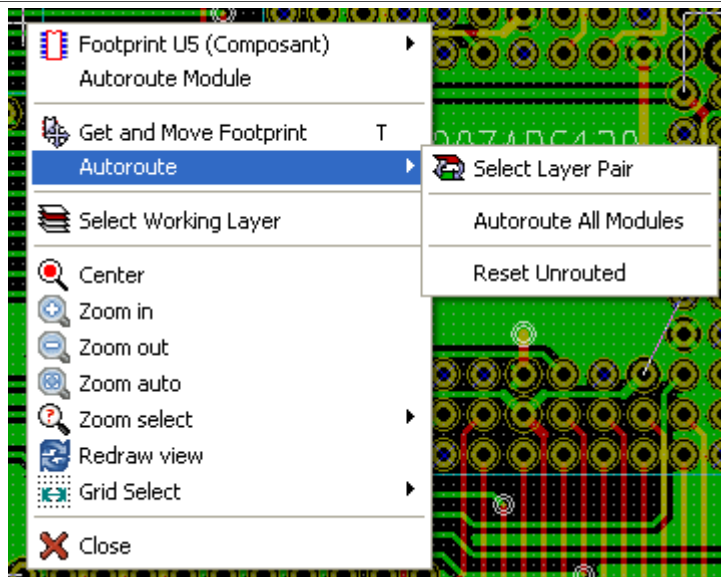 Footprint U5 (Composant)
Autoroute Module
Get and Move Footprint T
Autoroute
Select Working Layer
Center
Zoom in
Zoom out
Zoom auto
Zoom select
Redraw view
Grid Select
Close
Select Layer Pair
Autoroute All Modules
Reset Unrouted